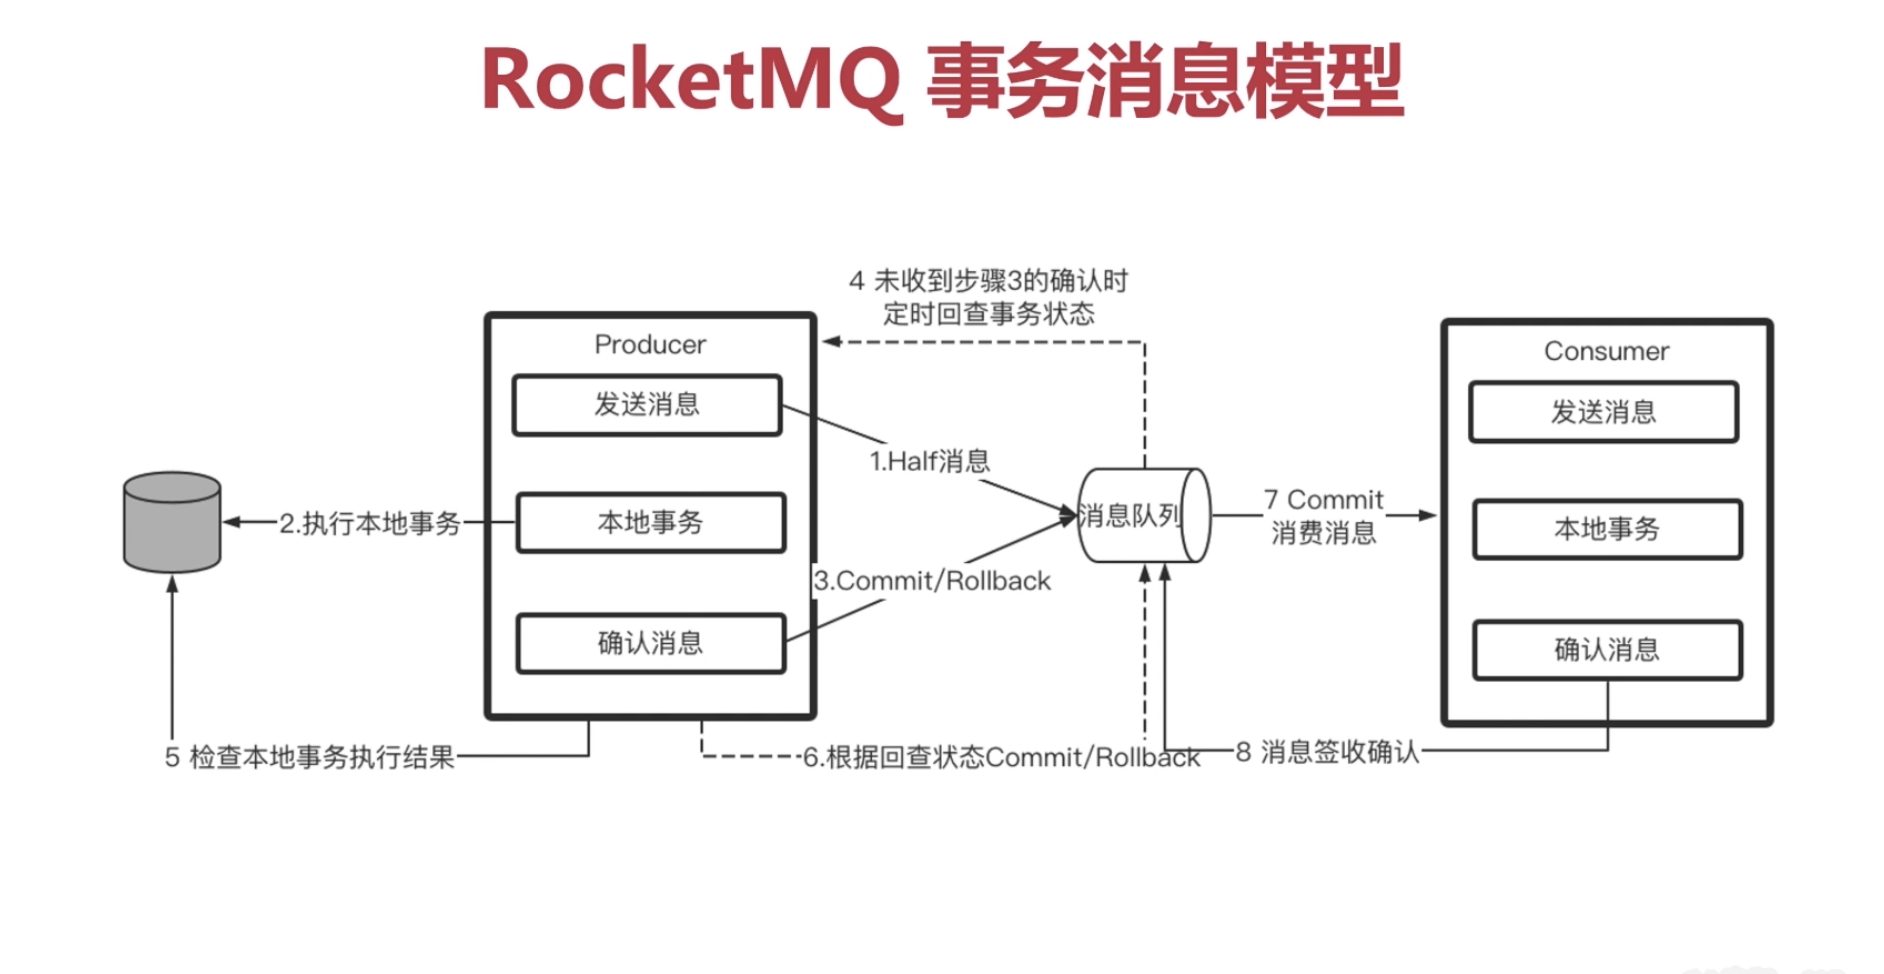 RocketMQ 事务消息模型
4 未收到步骤3的确认时
定时回查事务状态
Producer
发送消息
1.Half消息
2.执行本地事务
本地事务
3.Commit/Rollback
确认消息
消息队列
7 Commit
消费消息
Consumer
发送消息
本地事务
确认消息
5 检查本地事务执行结果
6.根据回查状态Commit/Rollback
8 消息签收确认